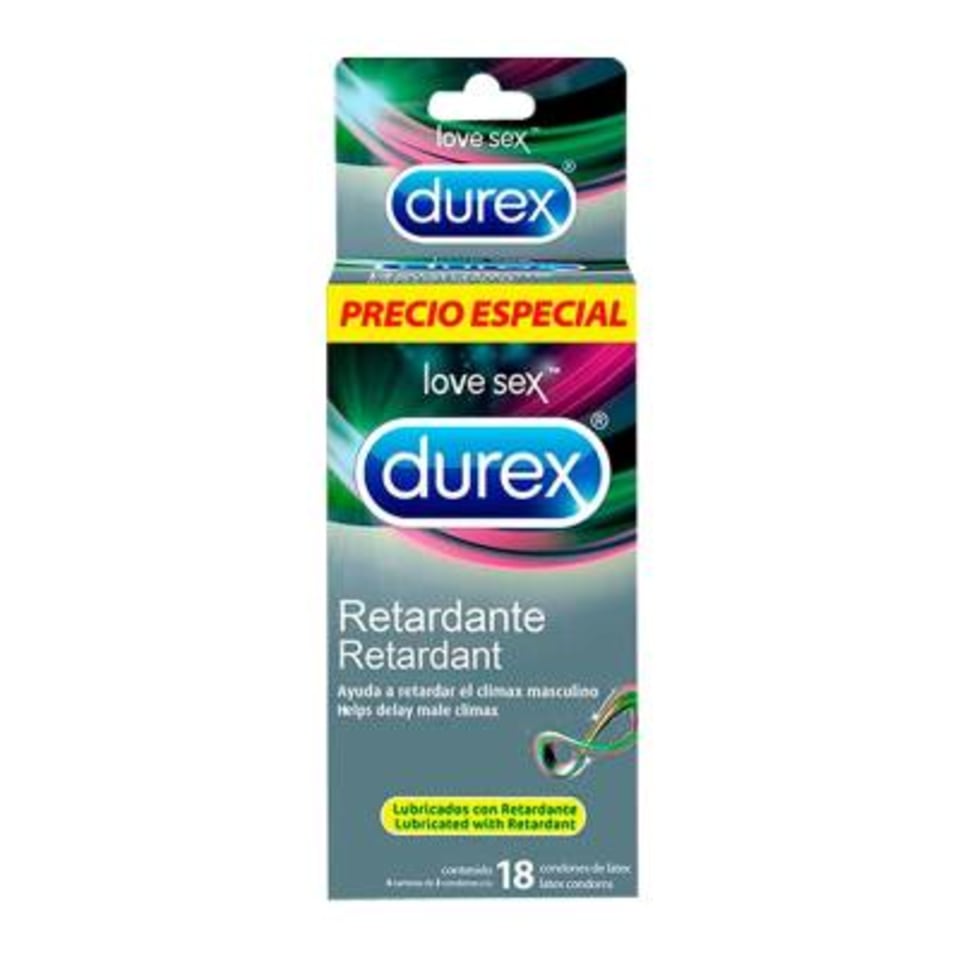 love sex™
durex®
PRECIO ESPECIAL
love sex™
durex®
Retardante
Retardant
Ayuda a retardar el climax masculino
Helps delay male climax
Lubricados con Retardante
Lubricated with Retardant
contenido 18 condones de látex
latex condoms